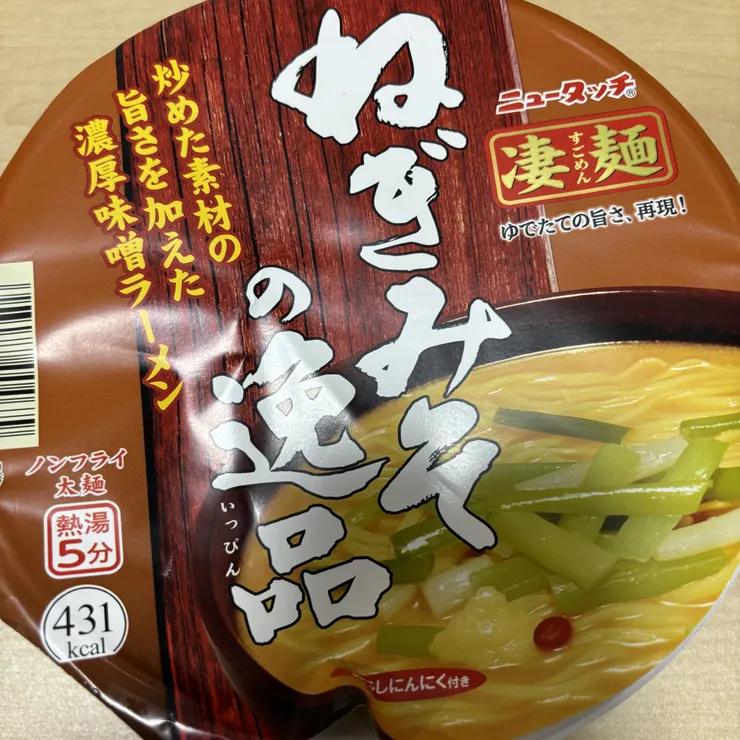 ニュータッチ®
凄麺
すごめん
ゆでたての旨さ、再現！
ねぎみそ
の逸品
いっぴん
炒めた素材の
旨さを加えた
濃厚味噌ラーメン
ノンフライ
太麺
熱湯
5分
431
kcal
しにんにく付き